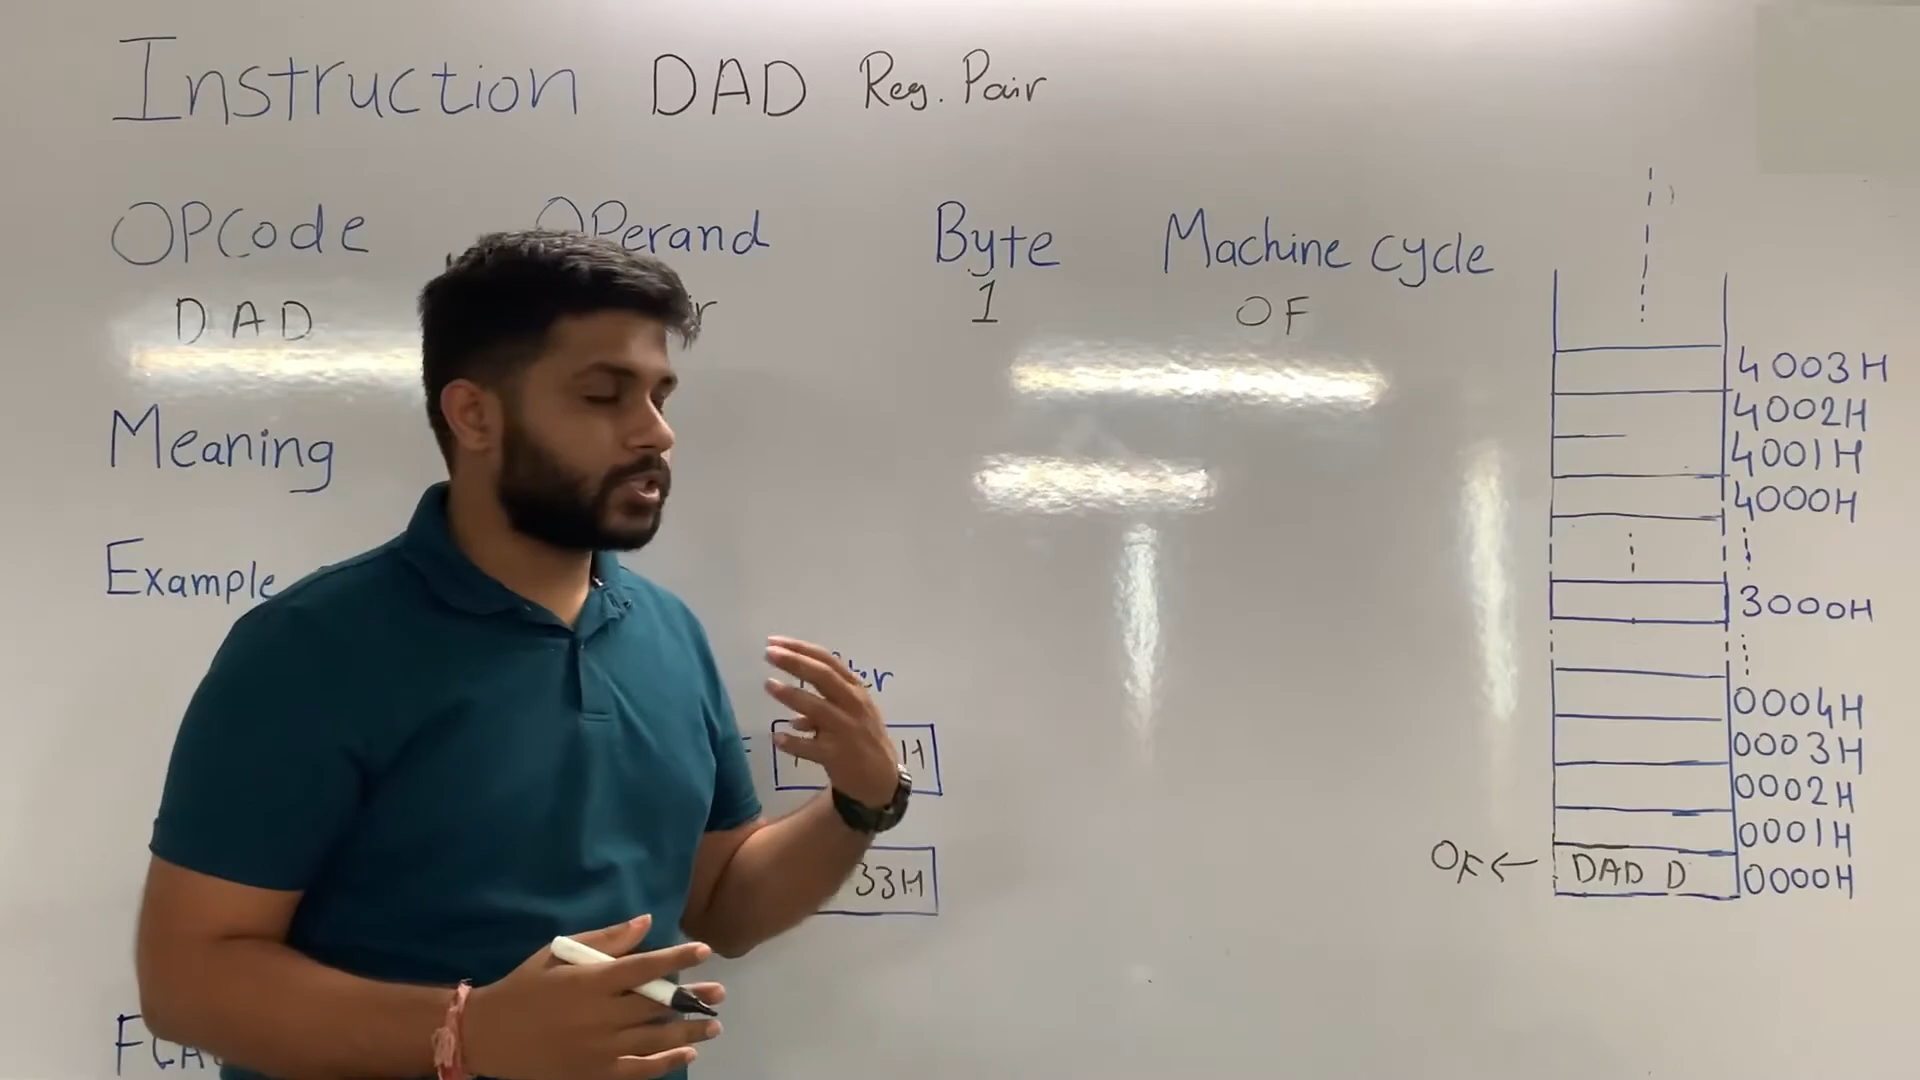 Instruction DAD Reg. Pair
OPCode OPerand Byte Machine cycle
DAD 1 OF
Meaning
Example
4003H
4002H
4001H
4000H
3000H
0004H
0003H
0002H
0001H
OF← DAD D 0000H
33H